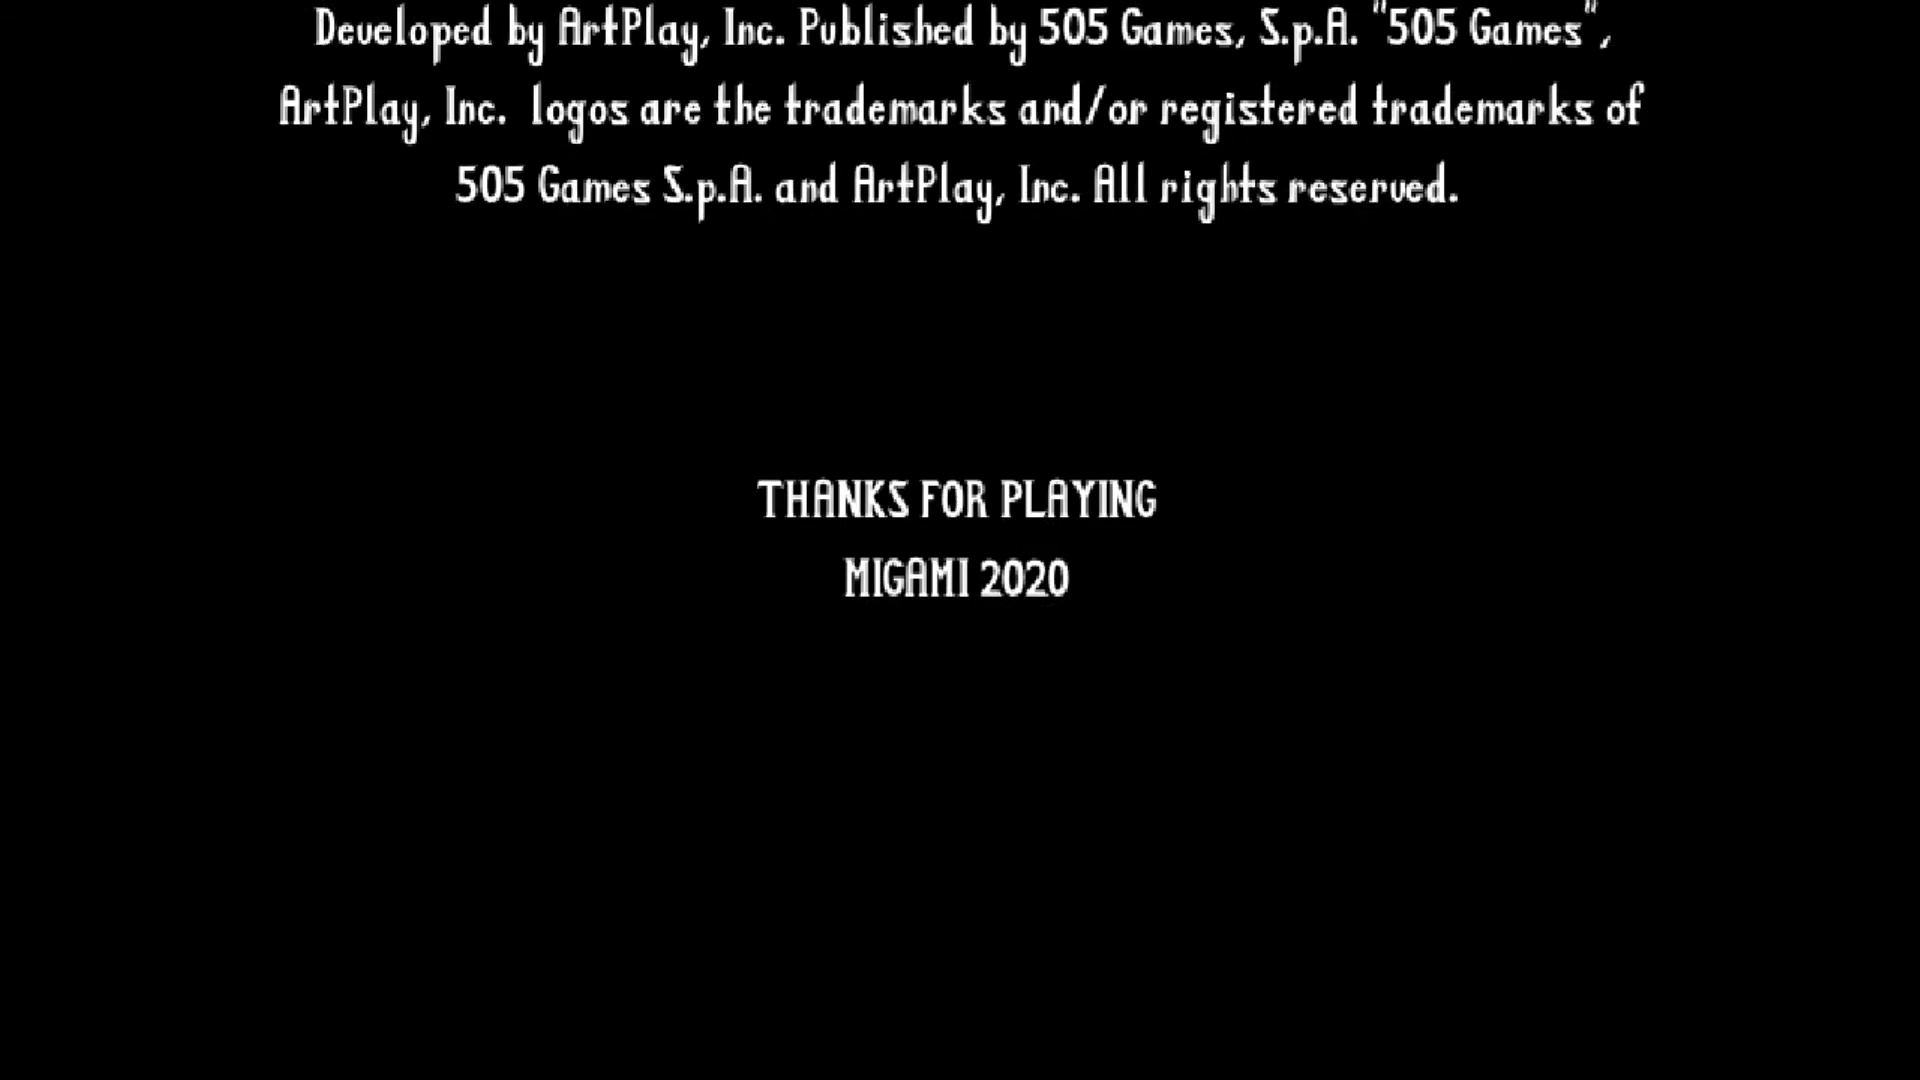 Developed by ArtPlay, Inc. Published by 505 Games, S.p.A. "505 Games",
ArtPlay, Inc.  logos are the trademarks and/or registered trademarks of
505 Games S.p.A. and ArtPlay, Inc. All rights reserved.
THANKS FOR PLAYING
MIGAMI 2020